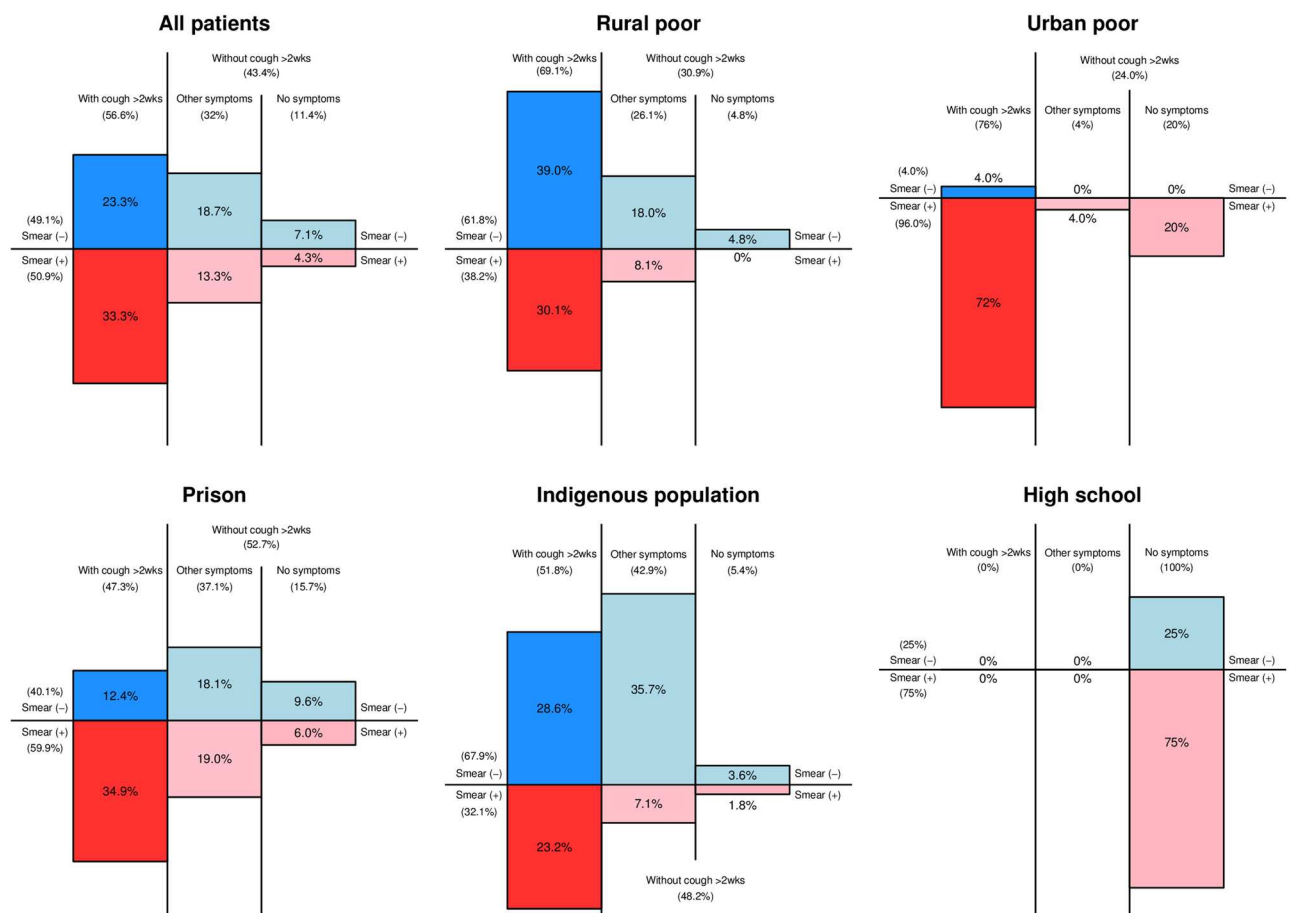 All patients
Without cough >2wks
(43.4%)
With cough >2wks
(56.6%)
Other symptoms
(32%)
No symptoms
(11.4%)
23.3%
18.7%
7.1%
(49.1%)
Smear (−)
Smear (−)
Smear (+)
(50.9%)
Smear (+)
33.3%
13.3%
4.3%
Rural poor
With cough >2wks
(69.1%)
Without cough >2wks
(30.9%)
Other symptoms
(26.1%)
No symptoms
(4.8%)
39.0%
18.0%
4.8%
(61.8%)
Smear (−)
Smear (−)
Smear (+)
(38.2%)
Smear (+)
30.1%
8.1%
0%
Urban poor
Without cough >2wks
(24.0%)
With cough >2wks
(76%)
Other symptoms
(4%)
No symptoms
(20%)
(4.0%)
Smear (−)
4.0%
0%
0%
Smear (−)
Smear (+)
(96.0%)
Smear (+)
72%
4.0%
20%
Prison
Without cough >2wks
(52.7%)
With cough >2wks
(47.3%)
Other symptoms
(37.1%)
No symptoms
(15.7%)
12.4%
18.1%
9.6%
(40.1%)
Smear (−)
Smear (−)
Smear (+)
(59.9%)
Smear (+)
34.9%
19.0%
6.0%
Indigenous population
With cough >2wks
(51.8%)
Other symptoms
(42.9%)
No symptoms
(5.4%)
28.6%
35.7%
3.6%
(67.9%)
Smear (−)
Smear (−)
Smear (+)
(32.1%)
Smear (+)
23.2%
7.1%
1.8%
Without cough >2wks
(48.2%)
High school
With cough >2wks
(0%)
Other symptoms
(0%)
No symptoms
(100%)
25%
(25%)
Smear (−)
0%
0%
Smear (−)
Smear (+)
(75%)
0%
0%
Smear (+)
75%